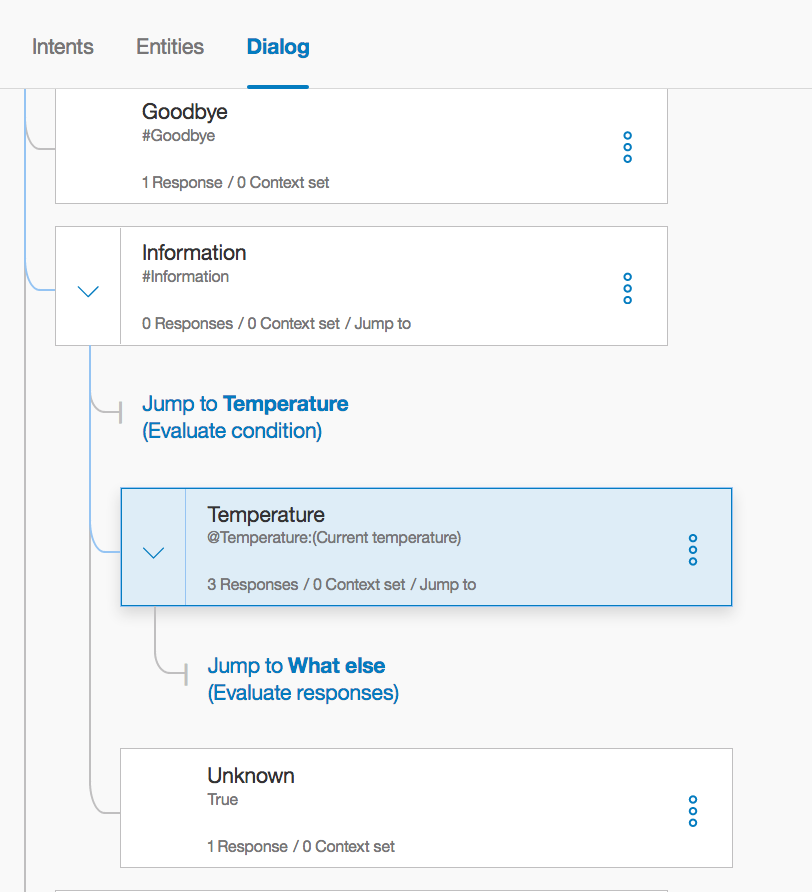 Intents Entities Dialog
Goodbye
#Goodbye
1 Response / 0 Context set
Information
#Information
0 Responses / 0 Context set / Jump to
Jump to Temperature
(Evaluate condition)
Temperature
@Temperature:(Current temperature)
3 Responses / 0 Context set / Jump to
Jump to What else
(Evaluate responses)
Unknown
True
1 Response / 0 Context set